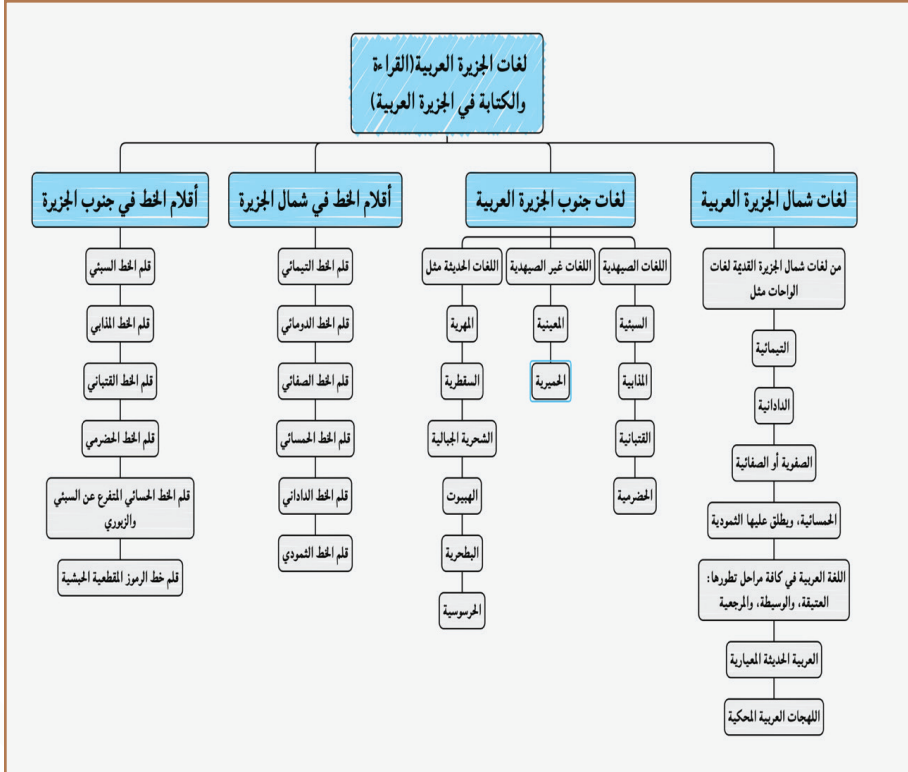 لغات الجزيرة العربية(القراءة
والكتابة في الجزيرة العربية)
لغات شمال الجزيرة العربية
من لغات شمال الجزيرة القديمة لغات
الواحات مثل
التيمائية
الدادانية
الصفوية أو الصفائية
الحمسائية، ويطلق عليها الثمودية
اللغة العربية في كافة مراحل تطورها:
العتيقة، والوسيطة، والمرجعية
العربية الحديثة المعيارية
اللهجات العربية المحكية
لغات جنوب الجزيرة العربية
اللغات الصيهدية
السبئية
المذابية
القتبانية
الحضرمية
اللغات غير الصيهدية
المعينية
الحميرية
اللغات الحديثة مثل
المهرية
السقطرية
الشحرية الجبالية
الهبيوت
البطحرية
الحرسوسية
أقلام الخط في شمال الجزيرة
قلم الخط التيمائي
قلم الخط الدومائي
قلم الخط الصفائي
قلم الخط الحمسائي
قلم الخط الداداني
قلم الخط الثمودي
أقلام الخط في جنوب الجزيرة
قلم الخط السبئي
قلم الخط المذابي
قلم الخط القتباني
قلم الخط الحضرمي
قلم الخط الحسائي المتفرع عن السبئي
والزبوري
قلم خط الرموز المقطعية الحبشية